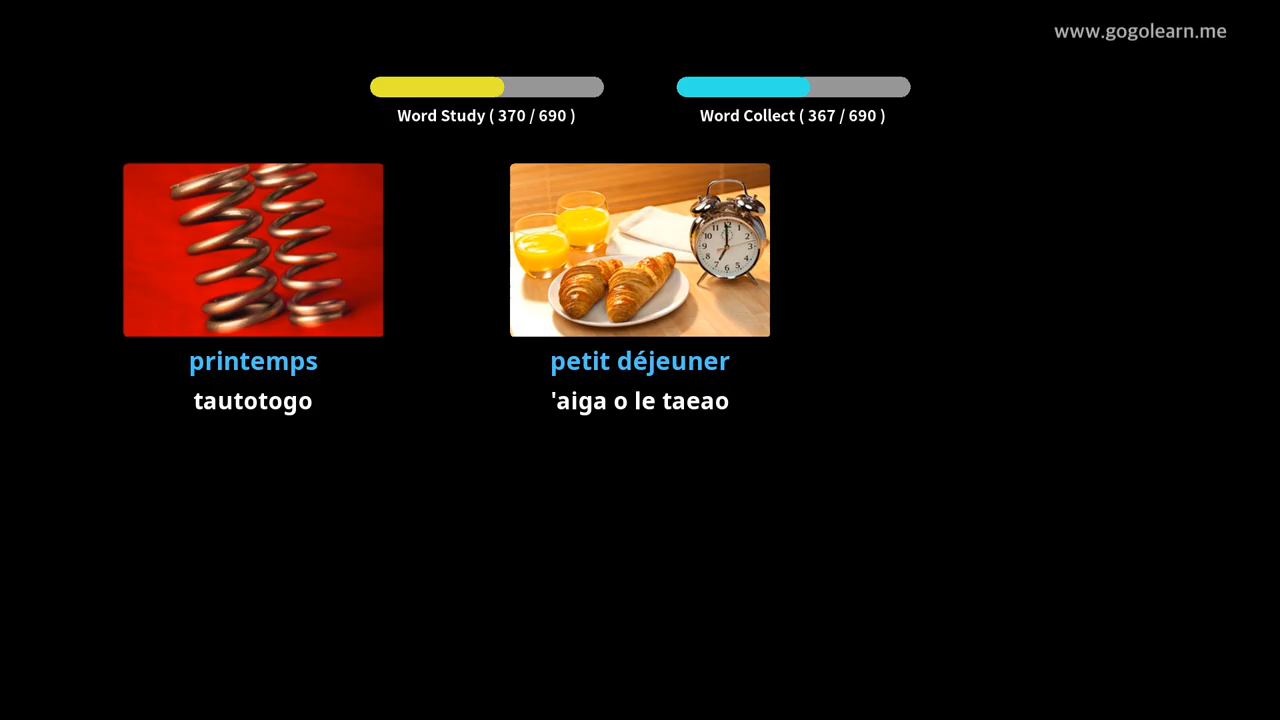 www.gogolearn.me
Word Study ( 370 / 690 )
Word Collect ( 367 / 690 )
printemps
tautotogo
petit déjeuner
'aiga o le taeao